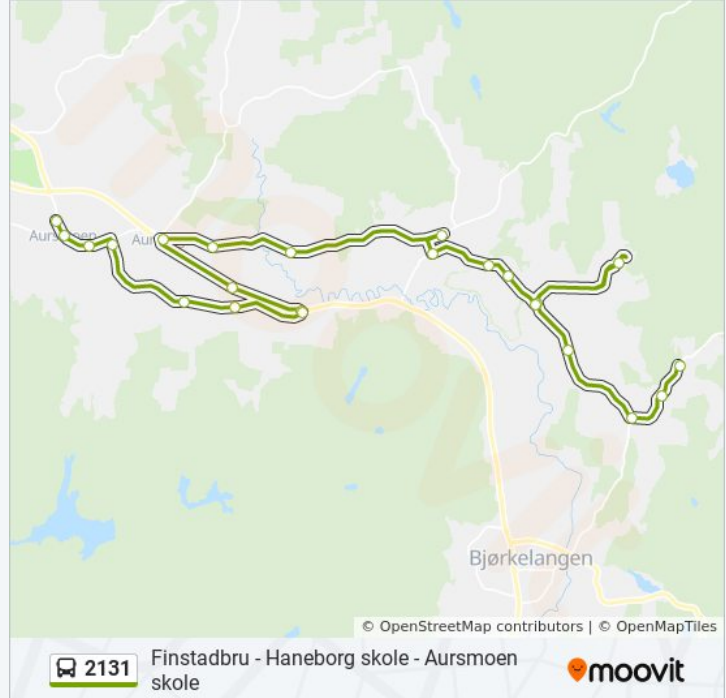 Aursmoen
Aur
Bjørkelangen
© OpenStreetMap contributors | © OpenMapTiles
2131
Finstadbru - Haneborg skole - Aursmoen
skole
moovit